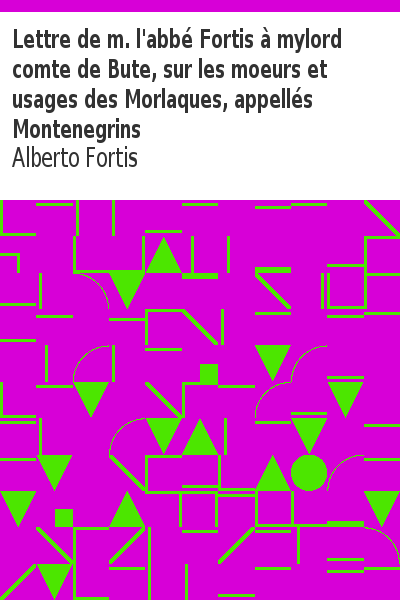 Lettre de m. l'abbé Fortis à mylord
comte de Bute, sur les moeurs et
usages des Morlaques, appellés
Montenegrins
Alberto Fortis